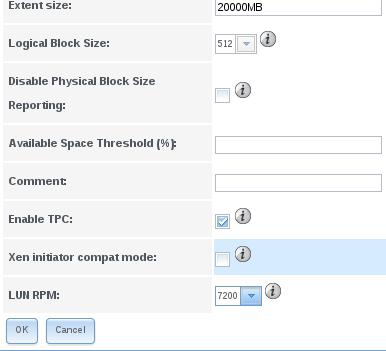 Extent size: 20000MB
Logical Block Size: 512
Disable Physical Block Size
Reporting:
Available Space Threshold (%):
Comment:
Enable TPC:
Xen initiator compat mode:
LUN RPM: 7200
OK Cancel